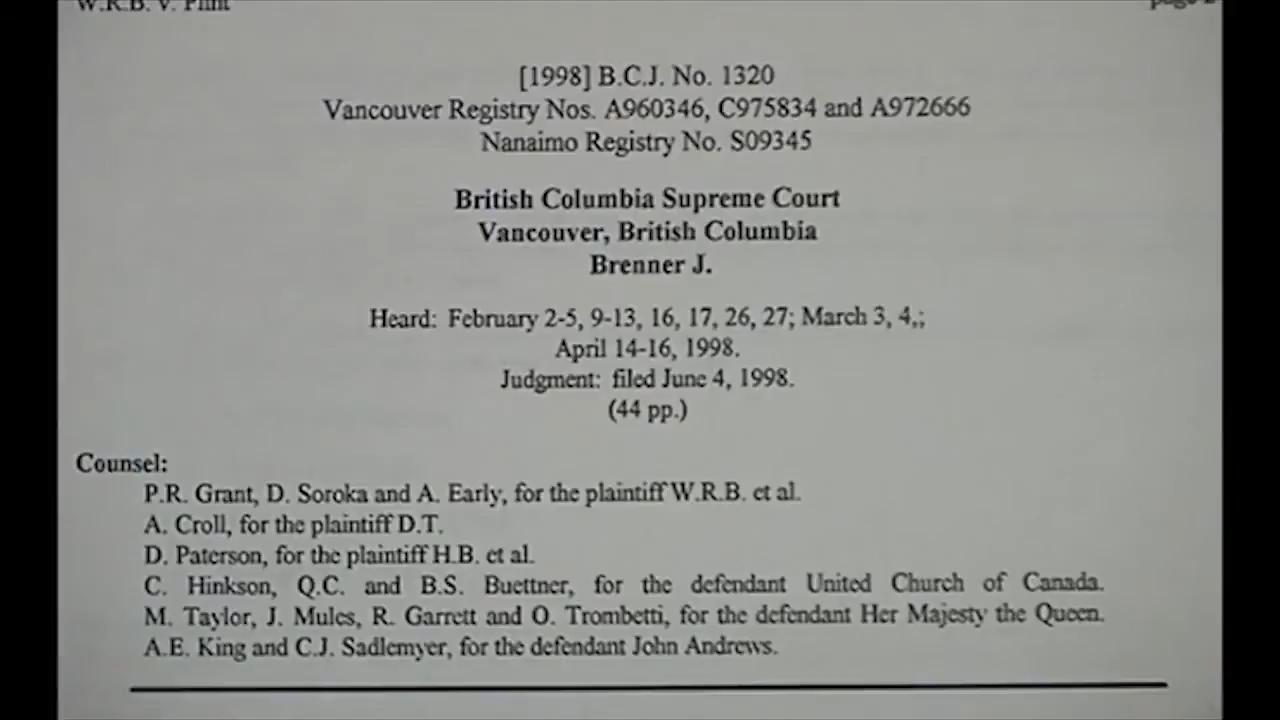 W.R.B. v. Plint
page 2
[1998] B.C.J. No. 1320
Vancouver Registry Nos. A960346, C975834 and A972666
Nanaimo Registry No. S09345
British Columbia Supreme Court
Vancouver, British Columbia
Brenner J.
Heard: February 2-5, 9-13, 16, 17, 26, 27; March 3, 4,;
April 14-16, 1998.
Judgment: filed June 4, 1998.
(44 pp.)
Counsel:
P.R. Grant, D. Soroka and A. Early, for the plaintiff W.R.B. et al.
A. Croll, for the plaintiff D.T.
D. Paterson, for the plaintiff H.B. et al.
C. Hinkson, Q.C. and B.S. Buettner, for the defendant United Church of Canada.
M. Taylor, J. Mules, R. Garrett and O. Trombetti, for the defendant Her Majesty the Queen.
A.E. King and C.J. Sadlemyer, for the defendant John Andrews.